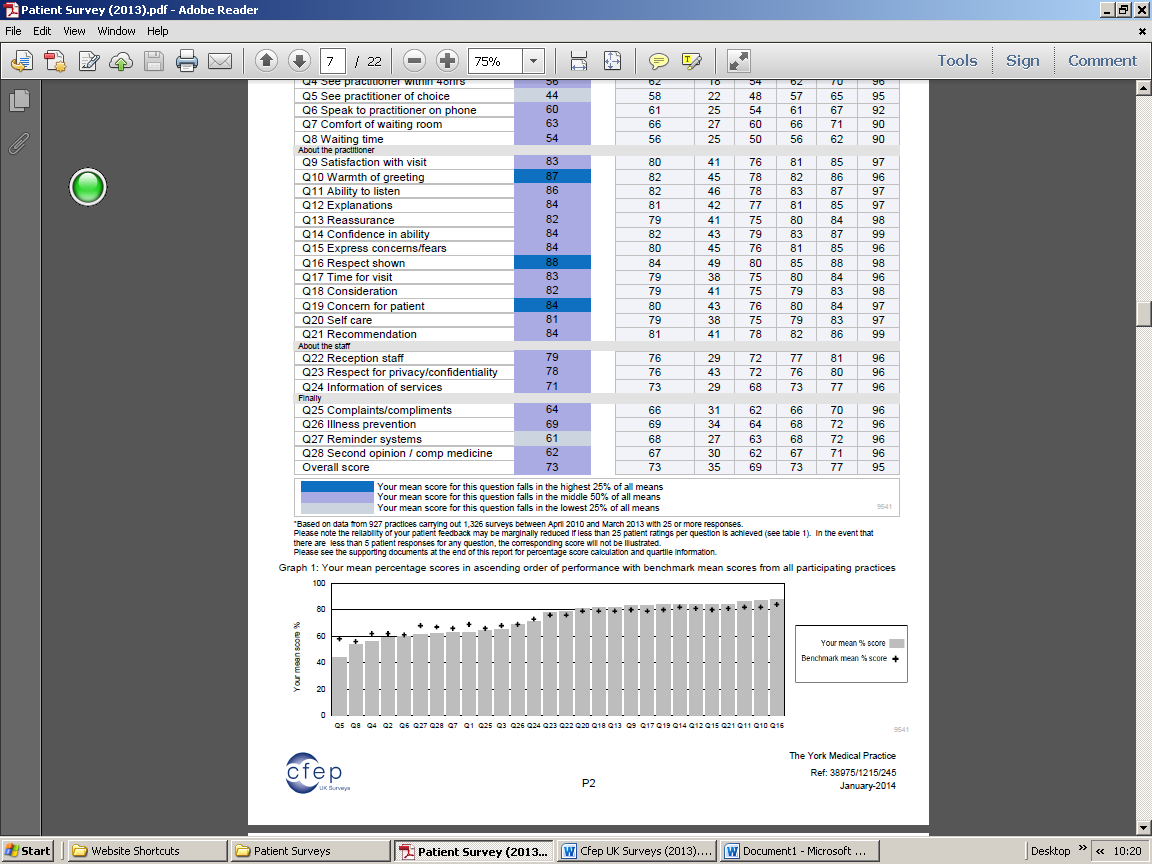 Patient Survey (2013).pdf - Adobe Reader
File Edit View Window Help
7 / 22 75% Tools Sign Comment
Q4 See practitioner within 48hrs 56 62 18 54 62 70 96
Q5 See practitioner of choice 44 58 22 48 57 65 95
Q6 Speak to practitioner on phone 60 61 25 54 61 67 92
Q7 Comfort of waiting room 63 66 27 60 66 71 90
Q8 Waiting time 54 56 25 50 56 62 90
About the practitioner
Q9 Satisfaction with visit 83 80 41 76 81 85 97
Q10 Warmth of greeting 87 82 45 78 82 86 96
Q11 Ability to listen 86 82 46 78 83 87 97
Q12 Explanations 84 81 42 77 81 85 97
Q13 Reassurance 82 79 41 75 80 84 98
Q14 Confidence in ability 84 82 43 79 83 87 99
Q15 Express concerns/fears 84 80 45 76 81 85 96
Q16 Respect shown 88 84 49 80 85 88 98
Q17 Time for visit 83 79 38 75 80 84 96
Q18 Consideration 82 79 41 75 79 83 98
Q19 Concern for patient 84 80 43 76 80 84 97
Q20 Self care 81 79 38 75 79 83 97
Q21 Recommendation 84 81 41 78 82 86 99
About the staff
Q22 Reception staff 79 76 29 72 77 81 96
Q23 Respect for privacy/confidentiality 78 76 43 72 76 80 96
Q24 Information of services 71 73 29 68 73 77 96
Finally
Q25 Complaints/compliments 64 66 31 62 66 70 96
Q26 Illness prevention 69 69 34 64 68 72 96
Q27 Reminder systems 61 68 27 63 68 72 96
Q28 Second opinion / comp medicine 62 67 30 62 67 71 96
Overall score 73 73 35 69 73 77 95
Your mean score for this question falls in the highest 25% of all means
Your mean score for this question falls in the middle 50% of all means
Your mean score for this question falls in the lowest 25% of all means
9541
*Based on data from 927 practices carrying out 1,326 surveys between April 2010 and March 2013 with 25 or more responses.
Please note the reliability of your patient feedback may be marginally reduced if less than 25 patient ratings per question is achieved (see table 1). In the event that
there are less than 5 patient responses for any question, the corresponding score will not be illustrated.
Please see the supporting documents at the end of this report for percentage score calculation and quartile information.
Graph 1: Your mean percentage scores in ascending order of performance with benchmark mean scores from all participating practices
Your mean score %
100
80
60
40
20
0
Q5 Q8 Q4 Q2 Q6 Q27 Q28 Q7 Q1 Q25 Q3 Q26 Q24 Q23 Q22 Q20 Q18 Q13 Q9 Q17 Q19 Q14 Q12 Q15 Q21 Q11 Q10 Q16
Your mean % score
Benchmark mean % score
9541
cfep
UK Surveys
P2
The York Medical Practice
Ref: 38975/1215/245
January-2014
Start Website Shortcuts Patient Surveys Patient Survey (2013... Cfep UK Surveys (2013).... Document1 - Microsoft ... Desktop » « 10:20